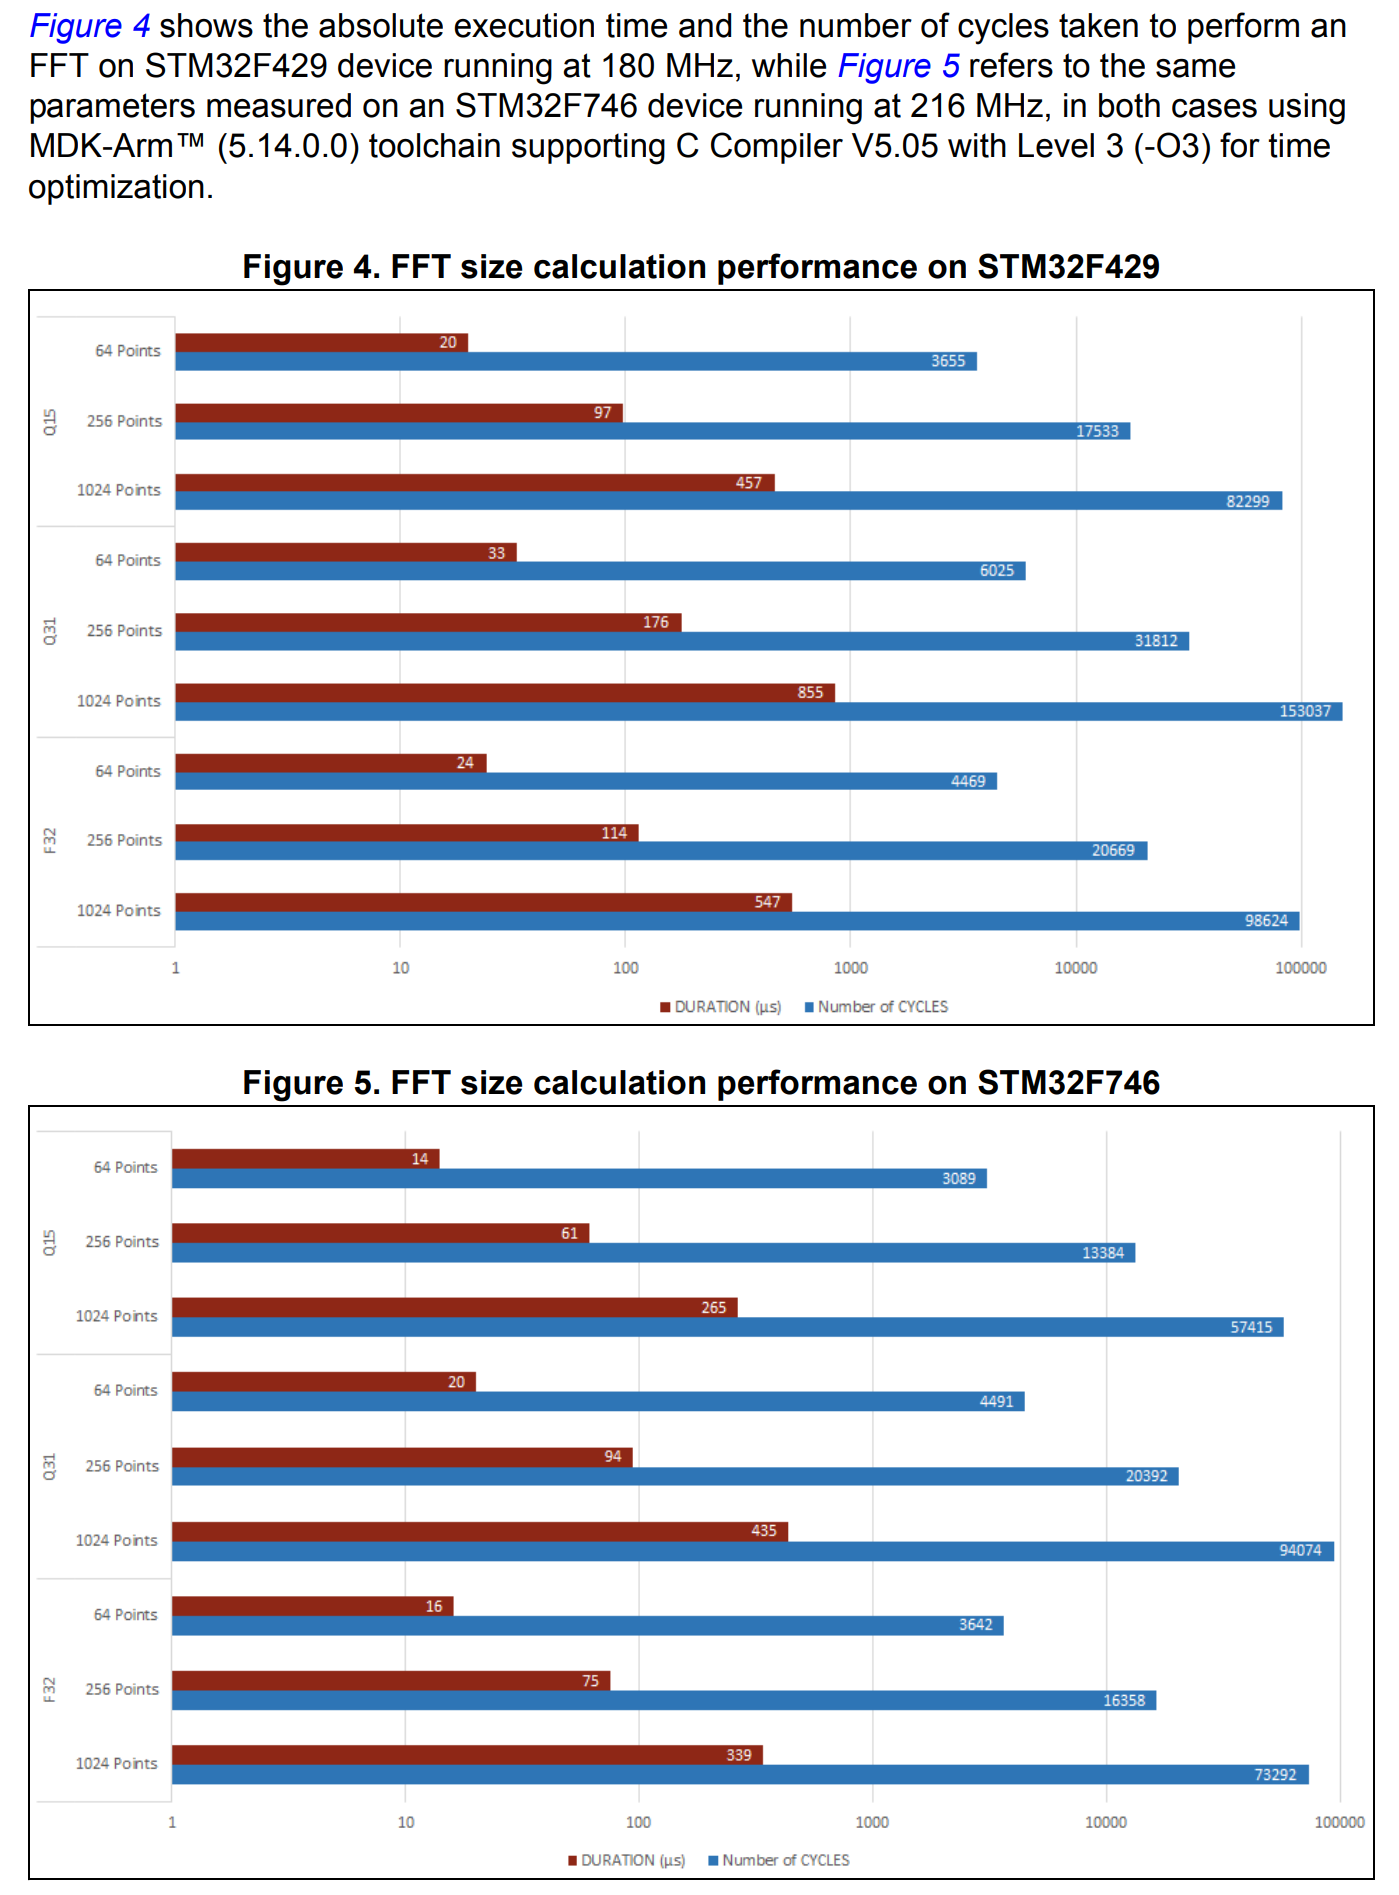 Figure 4 shows the absolute execution time and the number of cycles taken to perform an
FFT on STM32F429 device running at 180 MHz, while Figure 5 refers to the same
parameters measured on an STM32F746 device running at 216 MHz, in both cases using
MDK-Arm™ (5.14.0.0) toolchain supporting C Compiler V5.05 with Level 3 (-O3) for time
optimization.
Figure 4. FFT size calculation performance on STM32F429
Q15
64 Points
20
3655
256 Points
97
17533
1024 Points
457
82299
Q31
64 Points
33
6025
256 Points
176
31812
1024 Points
855
153037
F32
64 Points
24
4469
256 Points
114
20669
1024 Points
547
98624
1 10 100 1000 10000 100000
DURATION (µs) Number of CYCLES
Figure 5. FFT size calculation performance on STM32F746
Q15
64 Points
14
3089
256 Points
61
13384
1024 Points
265
57415
Q31
64 Points
20
4491
256 Points
94
20392
1024 Points
435
94074
F32
64 Points
16
3642
256 Points
75
16358
1024 Points
339
73292
1 10 100 1000 10000 100000
DURATION (µs) Number of CYCLES